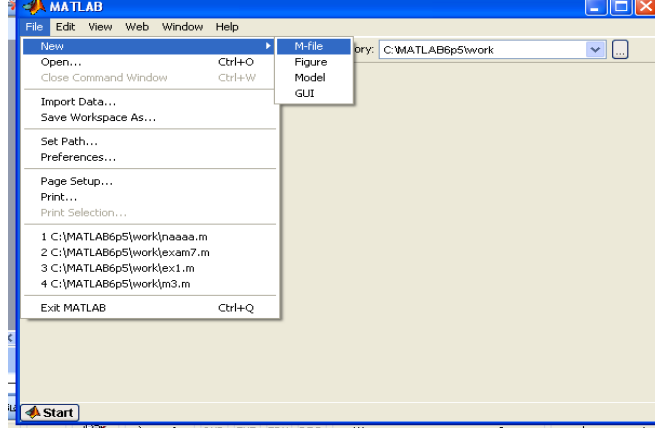 MATLAB
File Edit View Web Window Help
New M-file ory: C:\MATLAB6p5\work ...
Open... Ctrl+O Figure
Close Command Window Ctrl+W Model
GUI
Import Data...
Save Workspace As...
Set Path...
Preferences...
Page Setup...
Print...
Print Selection...
1 C:\MATLAB6p5\work\naaaa.m
2 C:\MATLAB6p5\work\exam7.m
3 C:\MATLAB6p5\work\ex1.m
4 C:\MATLAB6p5\work\m3.m
Exit MATLAB Ctrl+Q
Start